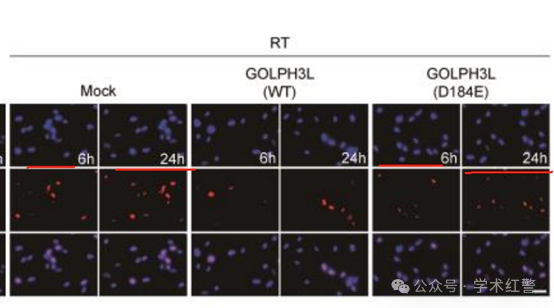 RT
Mock
GOLPH3L
(WT)
GOLPH3L
(D184E)
h
6h
24h
6h
24h
6h
24h
公众号 · 学术红警